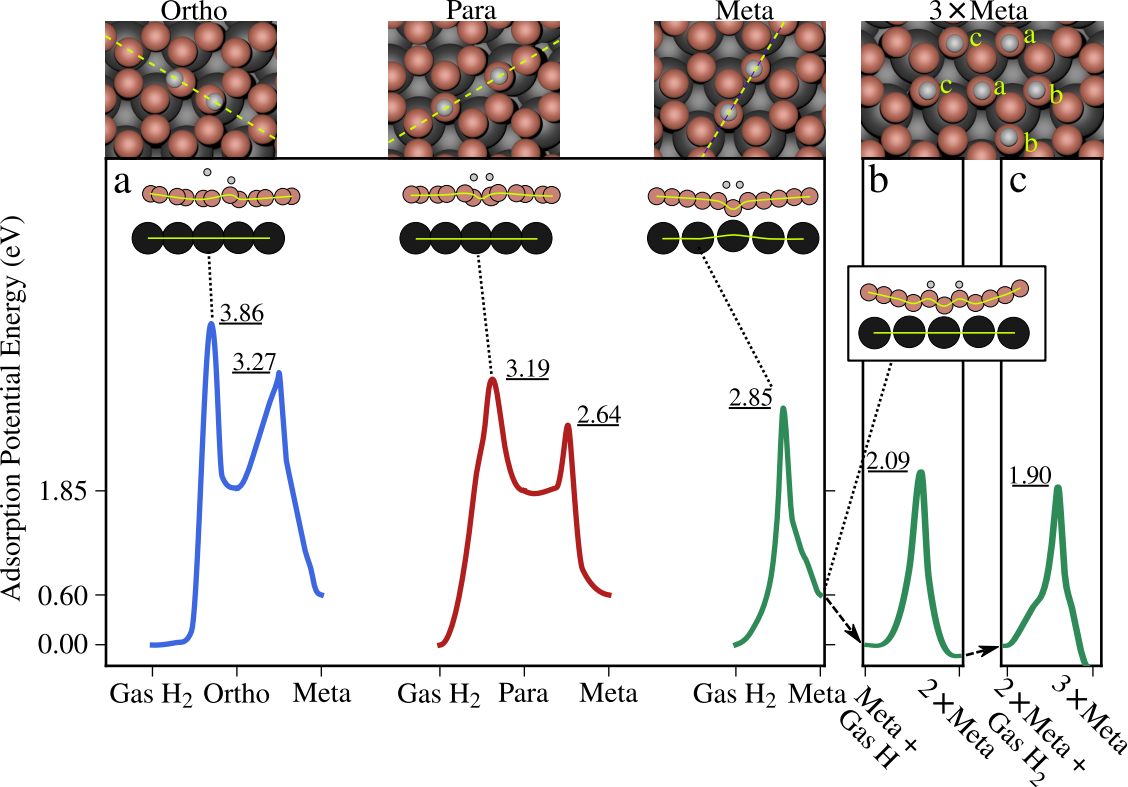 Ortho
Para
Meta
3×Meta
c
a
c
a
b
b
a
b
c
Adsorption Potential Energy (eV)
3.86
3.27
3.19
2.64
2.85
2.09
1.90
1.85
0.60
0.00
Gas H2
Ortho
Meta
Gas H2
Para
Meta
Gas H2
Meta
Meta +
Gas H
2×Meta
2×Meta +
Gas H2
3×Meta